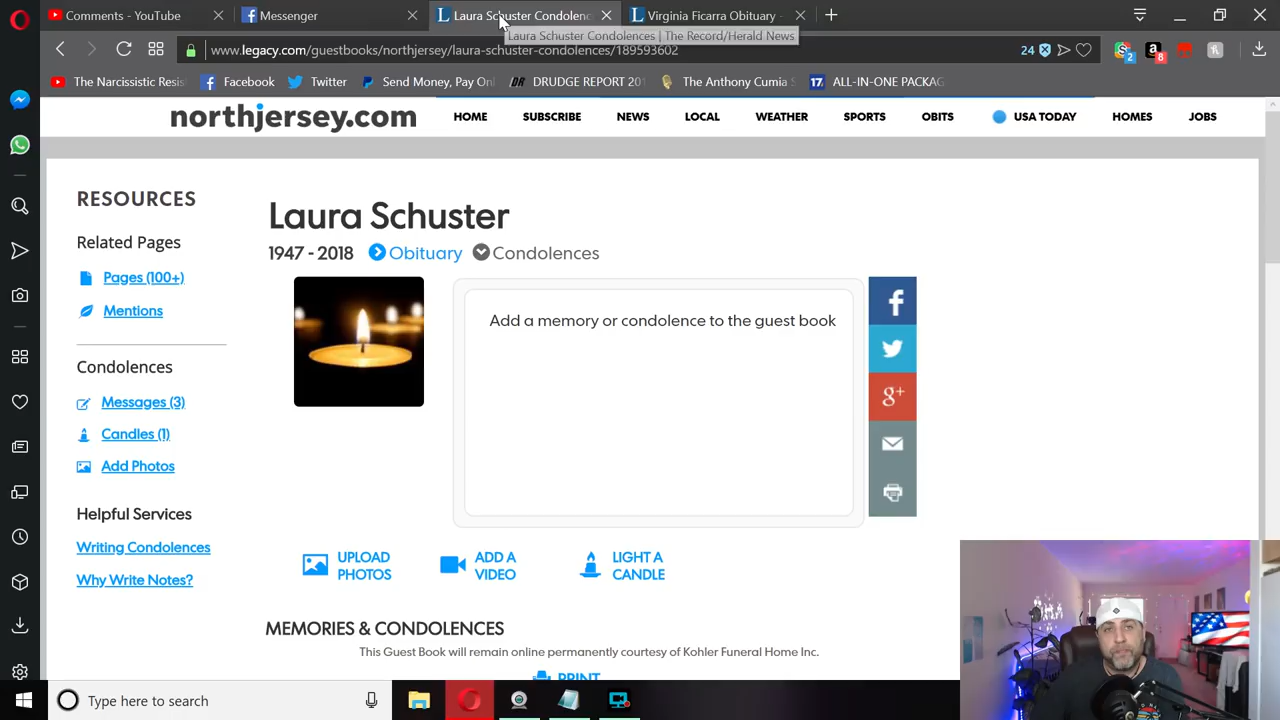 Comments - YouTube
Messenger
Laura Schuster Condolenc
Virginia Ficarra Obituary -
Laura Schuster Condolences | The Record/Herald News
www.legacy.com/guestbooks/northjersey/laura-schuster-condolences/189593602
24
2
8
The Narcissistic Resis
Facebook
Twitter
Send Money, Pay Onl
DRUDGE REPORT 201
The Anthony Cumia S
ALL-IN-ONE PACKAG
northjersey.com
HOME
SUBSCRIBE
NEWS
LOCAL
WEATHER
SPORTS
OBITS
USA TODAY
HOMES
JOBS
RESOURCES
Related Pages
Pages (100+)
Mentions
Condolences
Messages (3)
Candles (1)
Add Photos
Helpful Services
Writing Condolences
Why Write Notes?
Laura Schuster
1947 - 2018 Obituary Condolences
Add a memory or condolence to the guest book
UPLOAD
PHOTOS
ADD A
VIDEO
LIGHT A
CANDLE
MEMORIES & CONDOLENCES
This Guest Book will remain online permanently courtesy of Kohler Funeral Home Inc.
PRINT
Type here to search